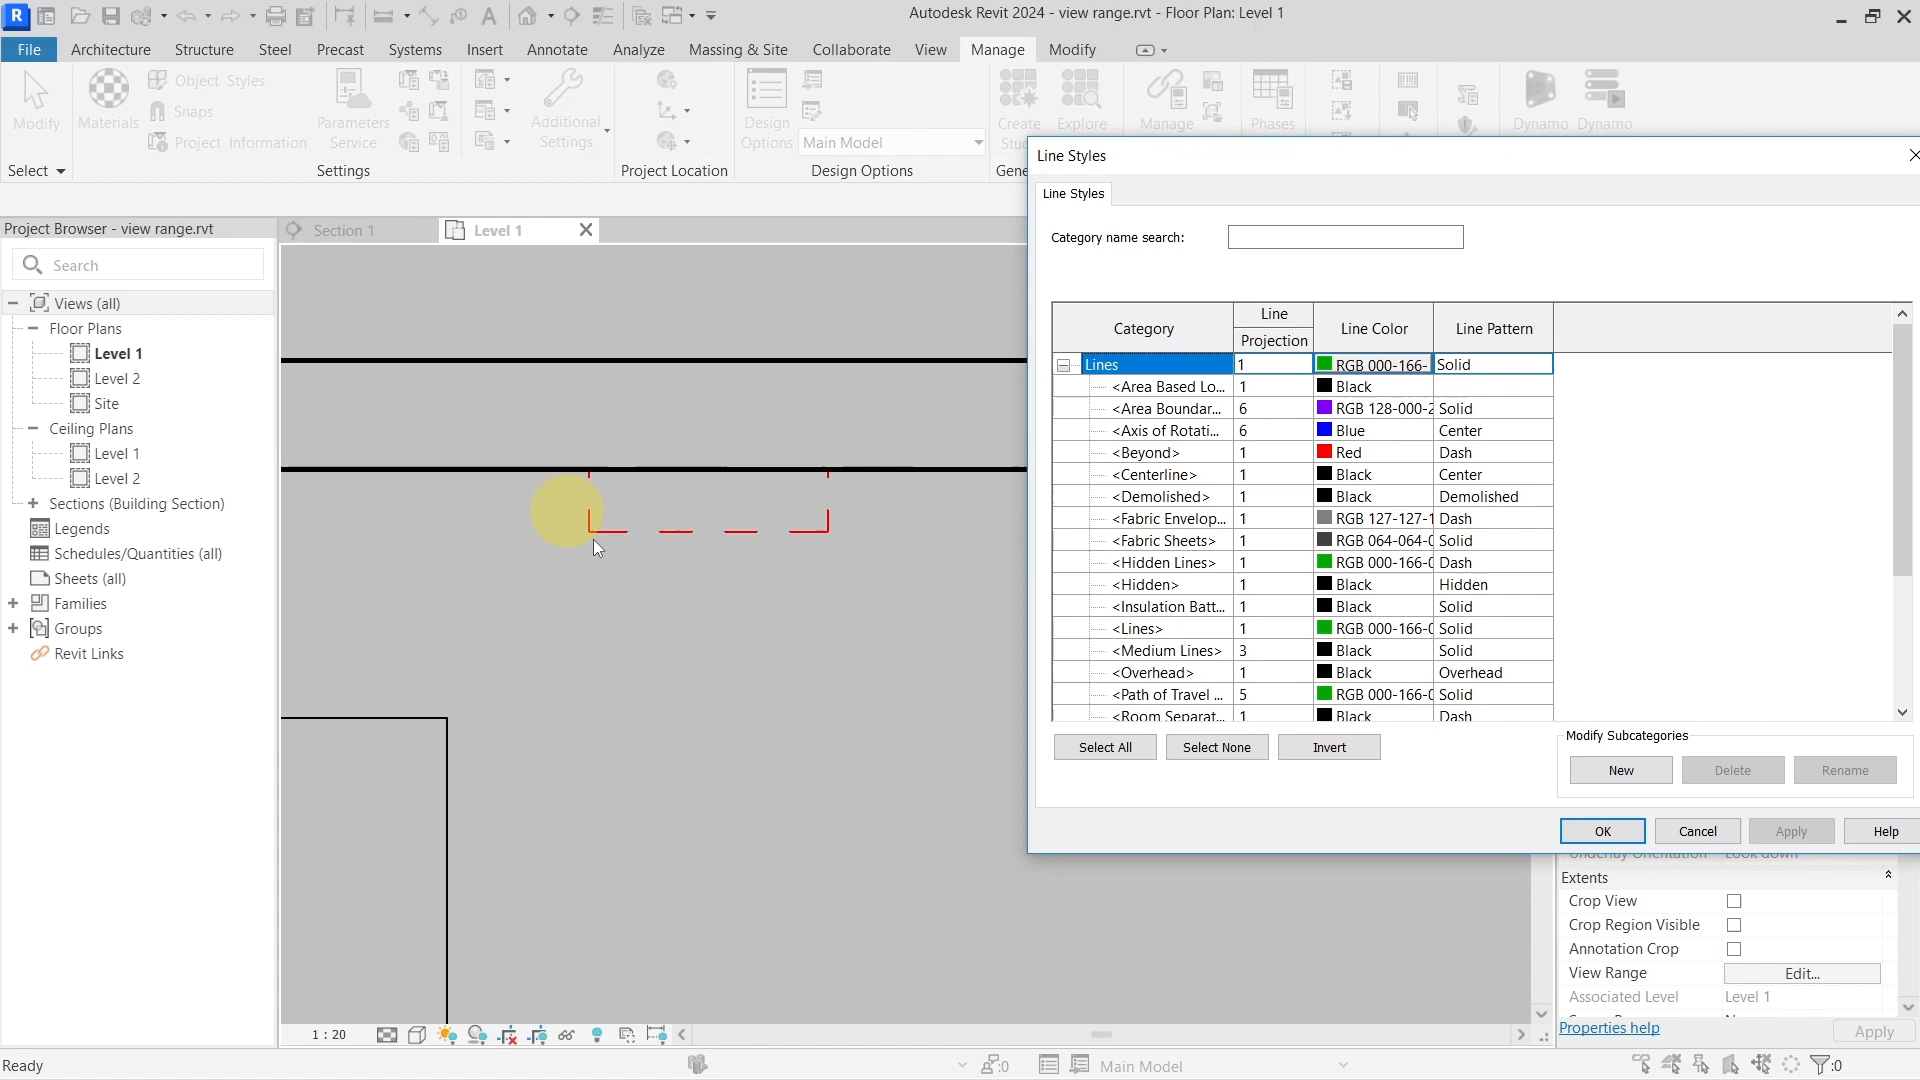 Autodesk Revit 2024 - view range.rvt - Floor Plan: Level 1
File Architecture Structure Steel Precast Systems Insert Annotate Analyze Massing & Site Collaborate View Manage Modify
Modify
Materials
Object Styles
Snaps
Project Information
Parameters
Service
Additional
Settings
Design
Options
Main Model
Create
Explore
Manage
Phases
Dynamo
Dynamo
Select
Settings
Project Location
Design Options
Project Browser - view range.rvt
Search
Views (all)
Floor Plans
Level 1
Level 2
Site
Ceiling Plans
Level 1
Level 2
Sections (Building Section)
Legends
Schedules/Quantities (all)
Sheets (all)
Families
Groups
Revit Links
Section 1
Level 1
Line Styles
Line Styles
Category name search:
Category
Line
Projection
Line Color
Line Pattern
Lines 1 RGB 000-166- Solid
<Area Based Lo... 1 Black
<Area Boundar... 6 RGB 128-000-2 Solid
<Axis of Rotati... 6 Blue Center
<Beyond> 1 Red Dash
<Centerline> 1 Black Center
<Demolished> 1 Black Demolished
<Fabric Envelop... 1 RGB 127-127-1 Dash
<Fabric Sheets> 1 RGB 064-064-0 Solid
<Hidden Lines> 1 RGB 000-166-0 Dash
<Hidden> 1 Black Hidden
<Insulation Batt... 1 Black Solid
<Lines> 1 RGB 000-166-0 Solid
<Medium Lines> 3 Black Solid
<Overhead> 1 Black Overhead
<Path of Travel ... 5 RGB 000-166-0 Solid
<Room Separat... 1 Black Dash
Select All
Select None
Invert
Modify Subcategories
New
Delete
Rename
OK
Cancel
Apply
Help
Underlay Orientation Look down
Extents
Crop View
Crop Region Visible
Annotation Crop
View Range Edit...
Associated Level Level 1
Properties help
Apply
1 : 20
Ready
:0
Main Model
:0